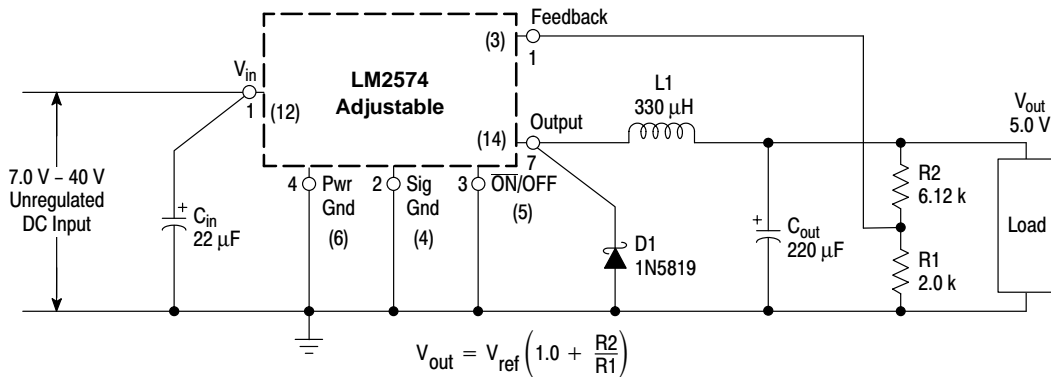 Feedback
(3)
1
V_in
LM2574
Adjustable
1
(12)
L1
330 μH
V_out
5.0 V
(14)
Output
7
7.0 V – 40 V
Unregulated
DC Input
C_in
22 μF
+
4 Pwr
Gnd
(6)
2 Sig
Gnd
(4)
3 O̅N̅/OFF
(5)
D1
1N5819
+
C_out
220 μF
R2
6.12 k
R1
2.0 k
Load
V_out = V_ref (1.0 + R2/R1)